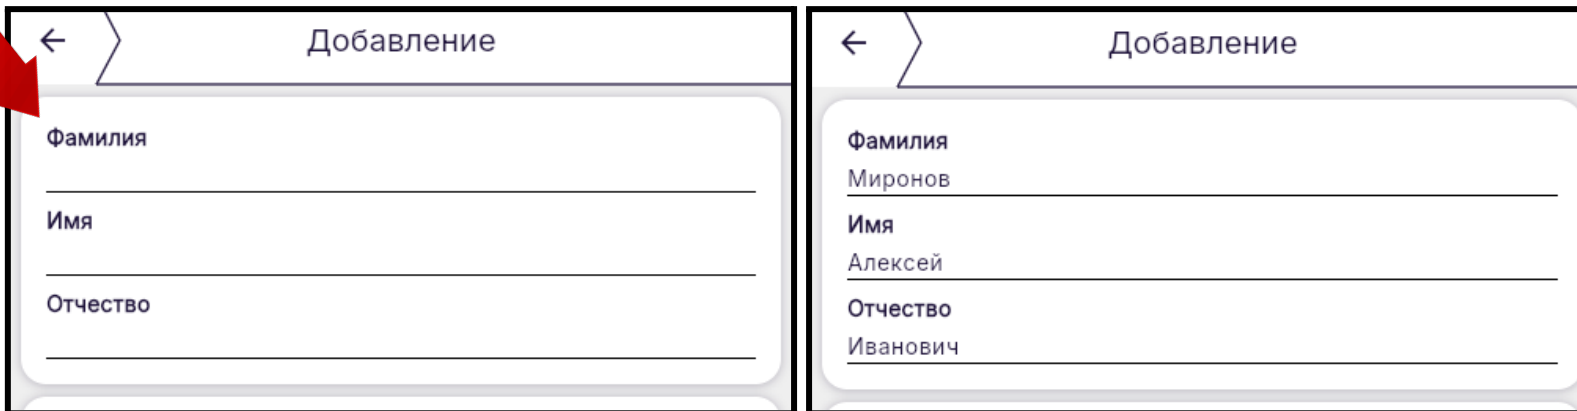 Добавление
Фамилия
Имя
Отчество
Добавление
Фамилия
Миронов
Имя
Алексей
Отчество
Иванович